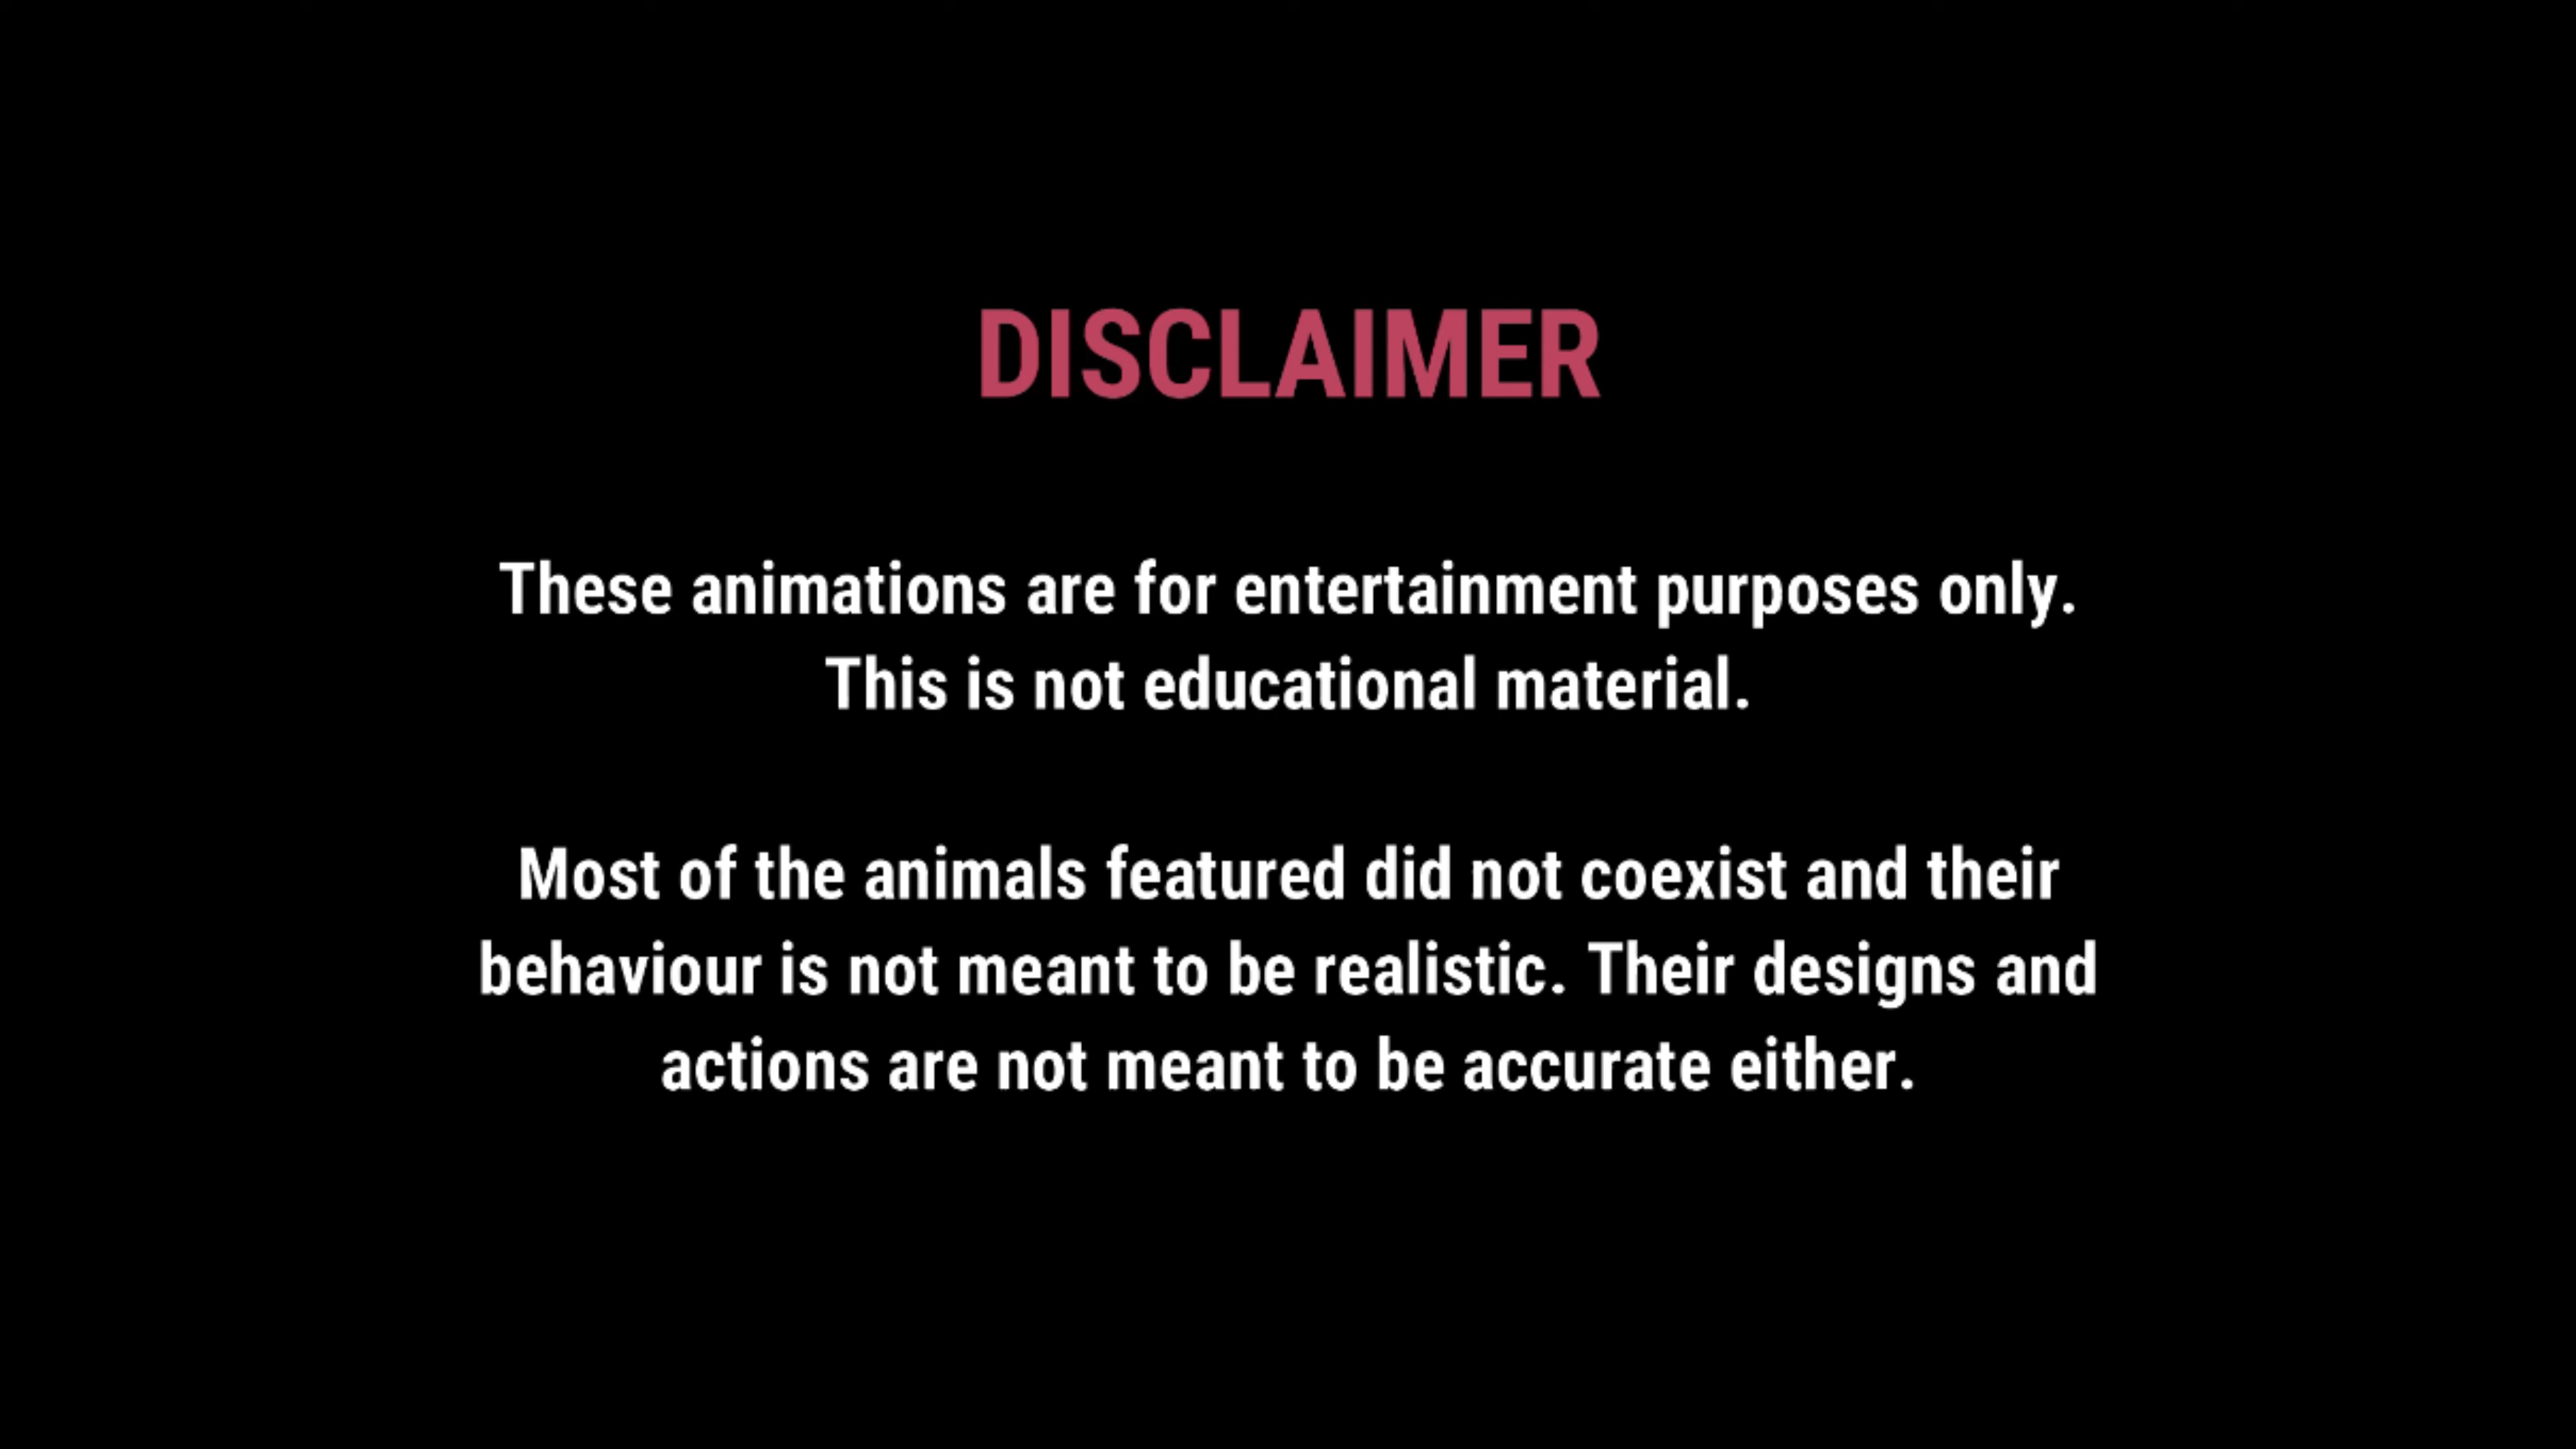 DISCLAIMER
These animations are for entertainment purposes only.
This is not educational material.
Most of the animals featured did not coexist and their
behaviour is not meant to be realistic. Their designs and
actions are not meant to be accurate either.